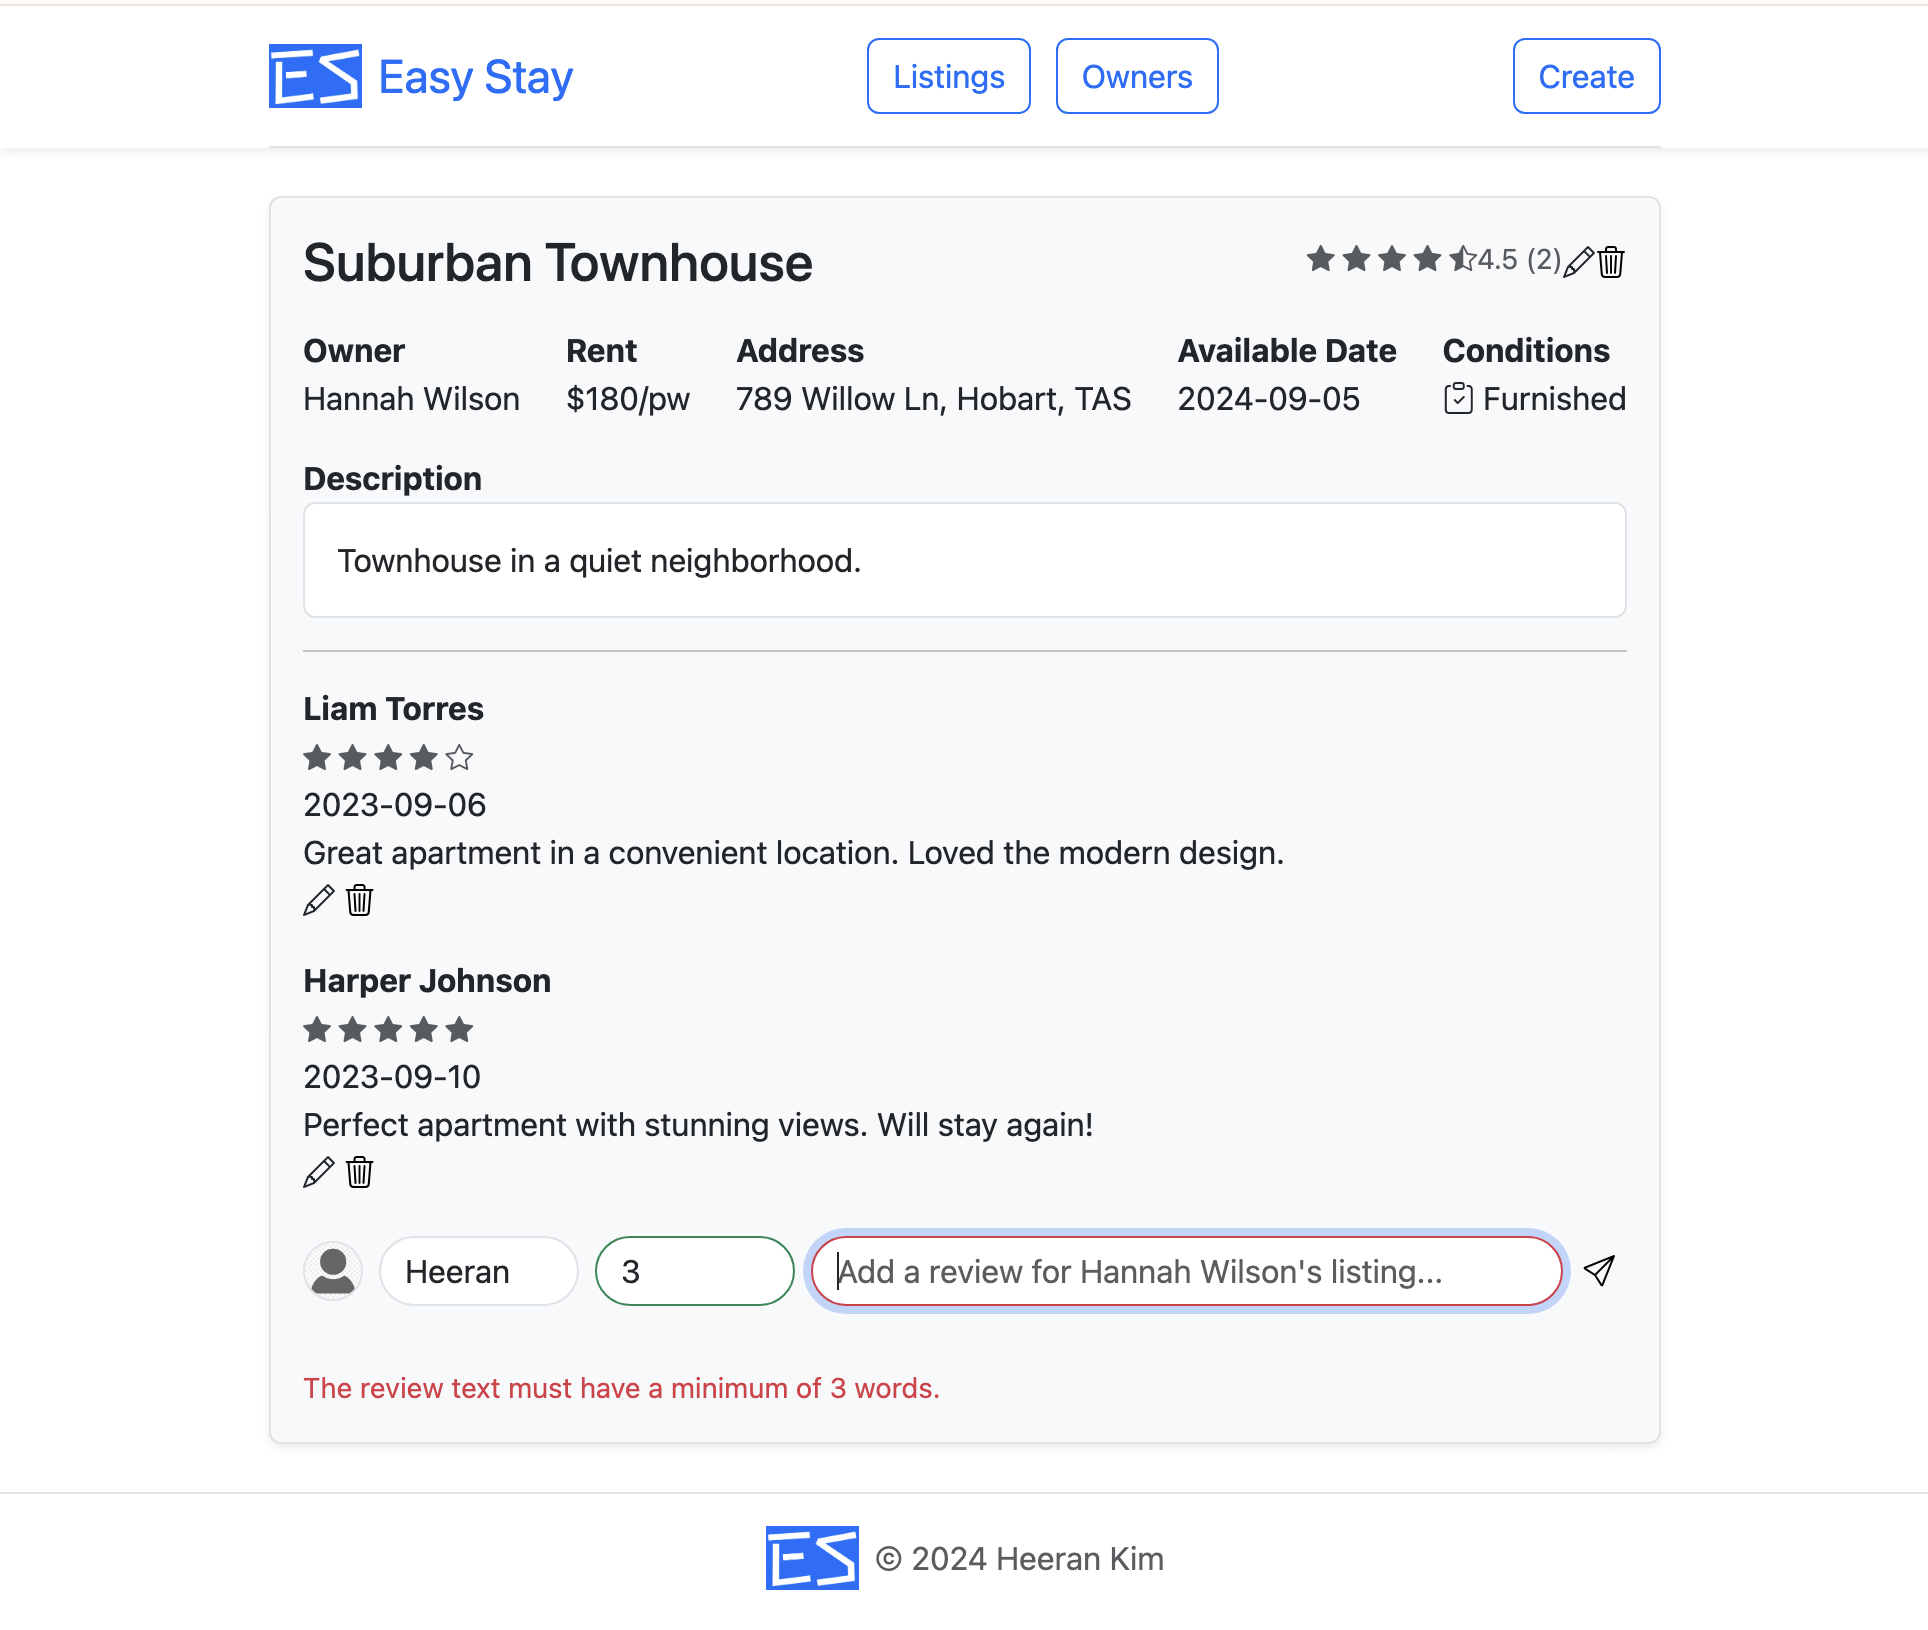 ES Easy Stay Listings Owners Create
Suburban Townhouse 4.5 (2)
Owner Rent Address Available Date Conditions
Hannah Wilson $180/pw 789 Willow Ln, Hobart, TAS 2024-09-05 Furnished
Description
Townhouse in a quiet neighborhood.
Liam Torres
2023-09-06
Great apartment in a convenient location. Loved the modern design.
Harper Johnson
2023-09-10
Perfect apartment with stunning views. Will stay again!
Heeran 3 Add a review for Hannah Wilson's listing...
The review text must have a minimum of 3 words.
ES © 2024 Heeran Kim